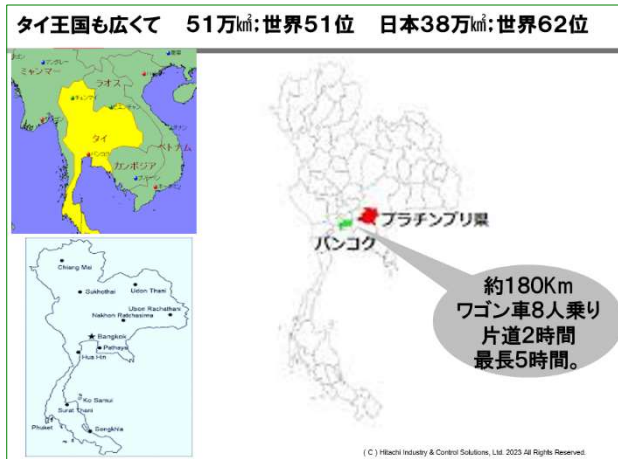 タイ王国も広くて　51万㎢：世界51位　日本38万㎢：世界62位
ミャンマー
ラオス
タイ
カンボジア
ベトナム
プラチンブリ県
バンコク
約180Km
ワゴン車8人乗り
片道2時間
最長5時間。
Chiang Mai
Sukhothai
Udon Thani
Ubon Rachathani
Nakhon Ratchasima
Bangkok
Pathaya
Hua Hin
Ko Samui
Surat Thani
Phuket
Songkhla
( C ) Hitachi Industry & Control Solutions, Ltd. 2023 All Rights Reserved.